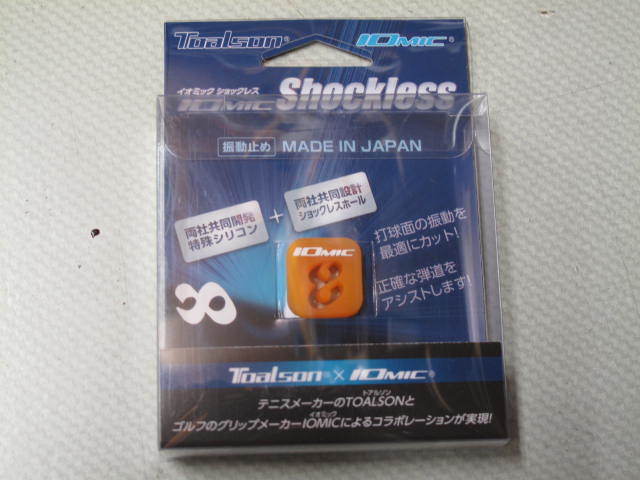 Toalson® IOMIC®
イオミック ショックレス
IOMIC Shockless
振動止め MADE IN JAPAN
両社共同開発
特殊シリコン
+
両社共同設計
ショックレスホール
IOMIC
打球面の振動を
最適にカット!
正確な弾道を
アシストします!
Toalson®×IOMIC®
トアルソン
テニスメーカーのTOALSONと
イオミック
ゴルフのグリップメーカーIOMICによるコラボレーションが実現!